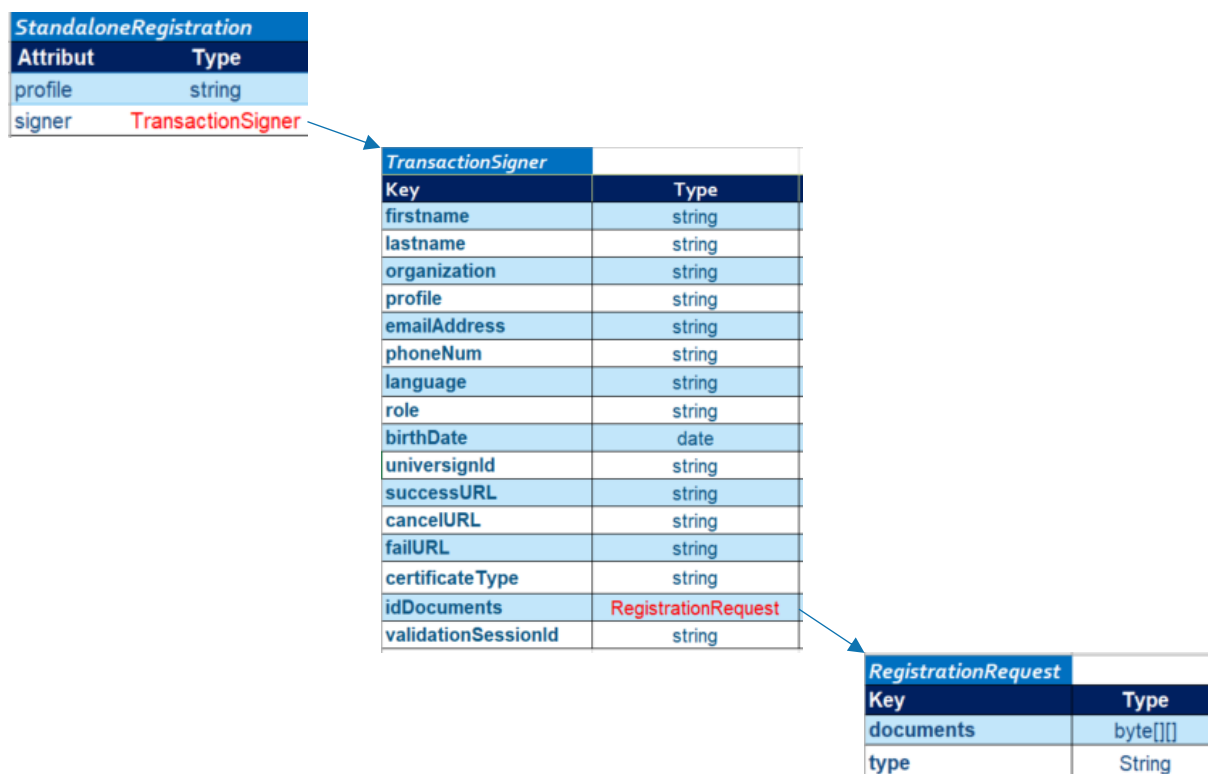 StandaloneRegistration
Attribut Type
profile string
signer TransactionSigner
TransactionSigner
Key Type
firstname string
lastname string
organization string
profile string
emailAddress string
phoneNum string
language string
role string
birthDate date
universignId string
successURL string
cancelURL string
failURL string
certificateType string
idDocuments RegistrationRequest
validationSessionId string
RegistrationRequest
Key Type
documents byte[][]
type String